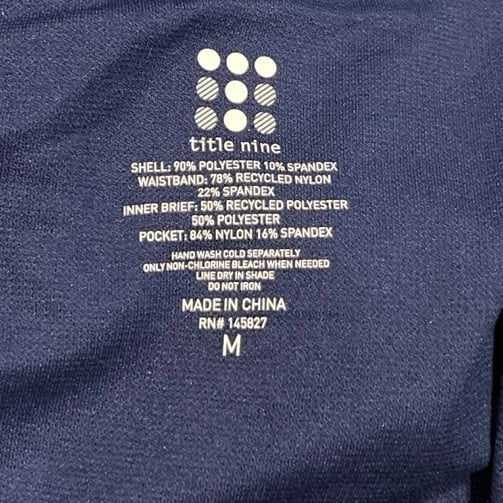 title nine
SHELL: 90% POLYESTER 10% SPANDEX
WAISTBAND: 78% RECYCLED NYLON
22% SPANDEX
INNER BRIEF: 50% RECYCLED POLYESTER
50% POLYESTER
POCKET: 84% NYLON 16% SPANDEX
HAND WASH COLD SEPARATELY
ONLY NON-CHLORINE BLEACH WHEN NEEDED
LINE DRY IN SHADE
DO NOT IRON
MADE IN CHINA
RN# 145827
M